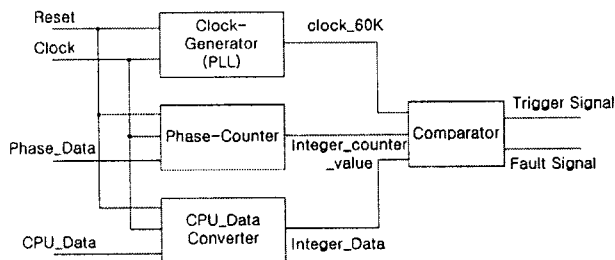 Reset
Clock
Clock-
Generator
(PLL)
clock_60K
Phase_Data
Phase-Counter
Integer_counter
_value
Comparator
Trigger Signal
Fault Signal
CPU_Data
CPU_Data
Converter
Integer_Data